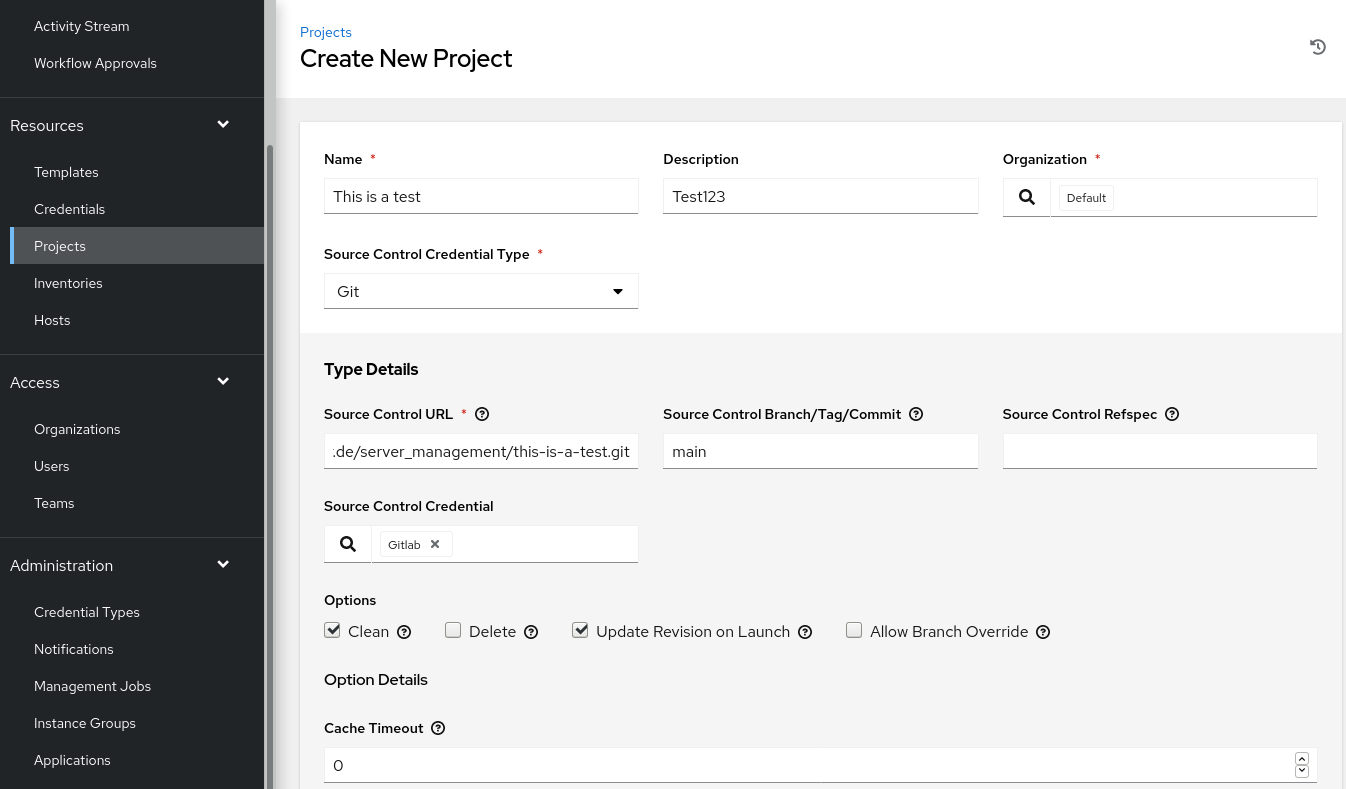 Activity Stream
Workflow Approvals
Resources
Templates
Credentials
Projects
Inventories
Hosts
Access
Organizations
Users
Teams
Administration
Credential Types
Notifications
Management Jobs
Instance Groups
Applications
Projects
Create New Project
Name *
Description
Organization *
This is a test
Test123
Default
Source Control Credential Type *
Git
Type Details
Source Control URL *
Source Control Branch/Tag/Commit
Source Control Refspec
.de/server_management/this-is-a-test.git
main
Source Control Credential
Gitlab
Options
Clean
Delete
Update Revision on Launch
Allow Branch Override
Option Details
Cache Timeout
0